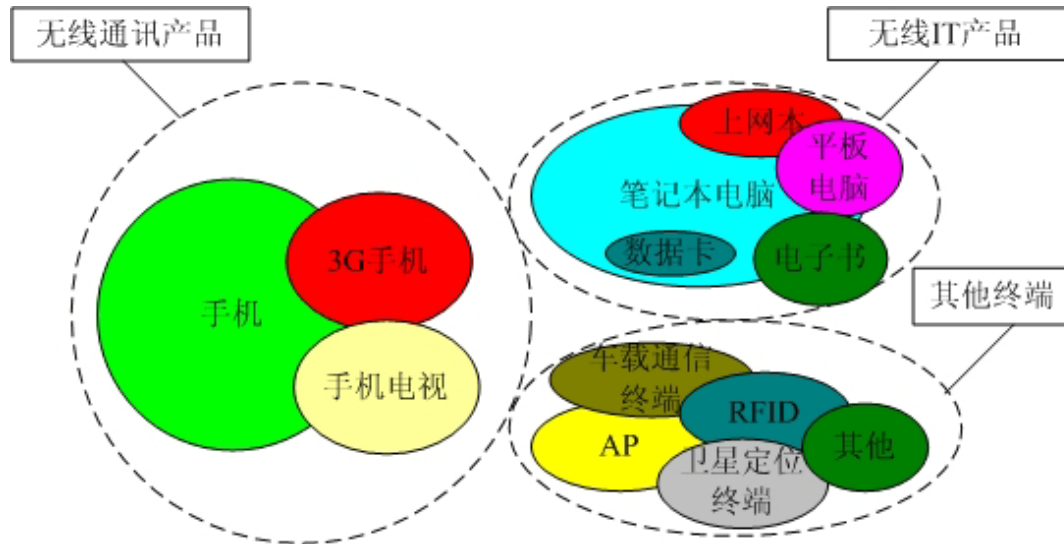 无线通讯产品
无线IT产品
上网本
平板
电脑
笔记本电脑
数据卡
电子书
3G手机
手机
手机电视
其他终端
车载通信
终端
RFID
AP
其他
卫星定位
终端